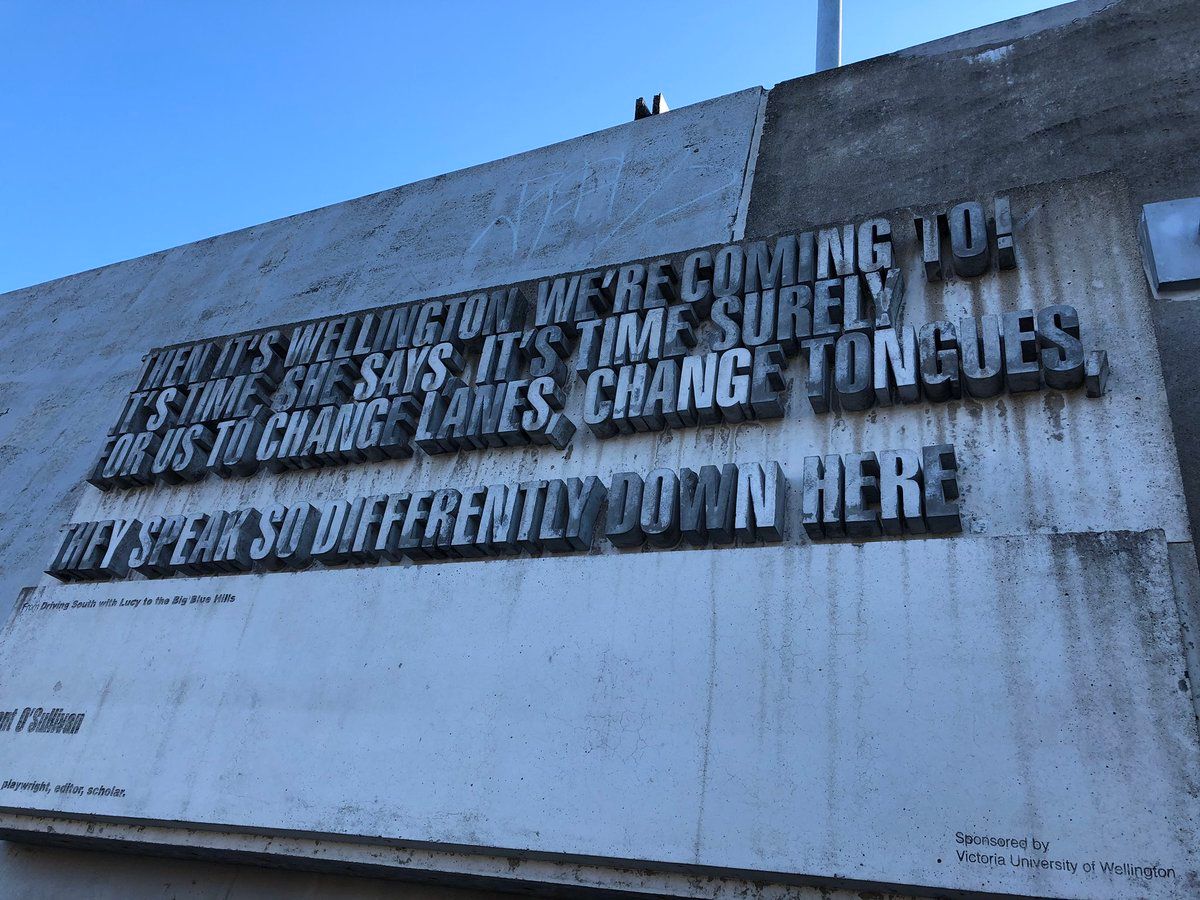 THEN IT'S WELLINGTON WE'RE COMING TO!
IT'S TIME SHE SAYS IT'S TIME SURELY
FOR US TO CHANGE LANES, CHANGE TONGUES,
THEY SPEAK SO DIFFERENTLY DOWN HERE
From Driving South with Lucy to the Big Blue Hills
O'Sullivan
playwright, editor, scholar.
Sponsored by
Victoria University of Wellington